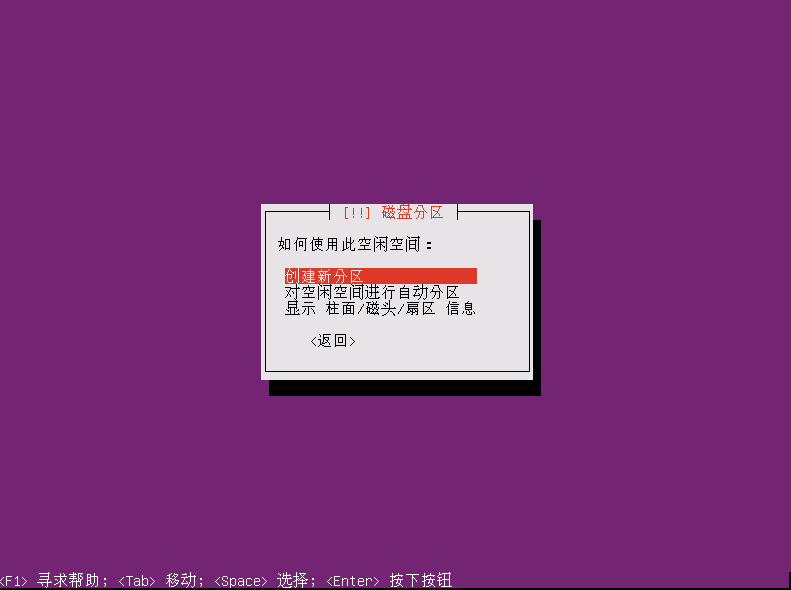 [!!] 磁盘分区
如何使用此空闲空间：
创建新分区
对空闲空间进行自动分区
显示 柱面/磁头/扇区 信息
<返回>
<F1> 寻求帮助; <Tab> 移动; <Space> 选择; <Enter> 按下按钮